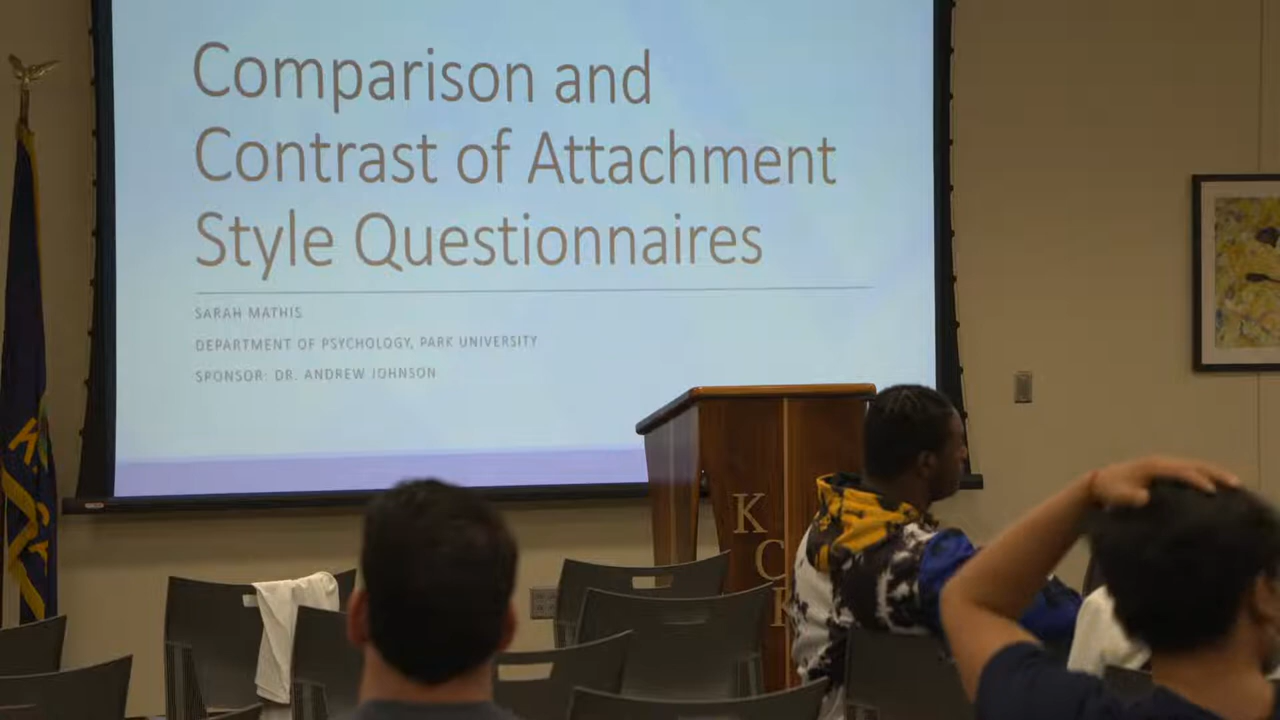 Comparison and
Contrast of Attachment
Style Questionnaires
SARAH MATHIS
DEPARTMENT OF PSYCHOLOGY, PARK UNIVERSITY
SPONSOR: DR. ANDREW JOHNSON
K
C
K